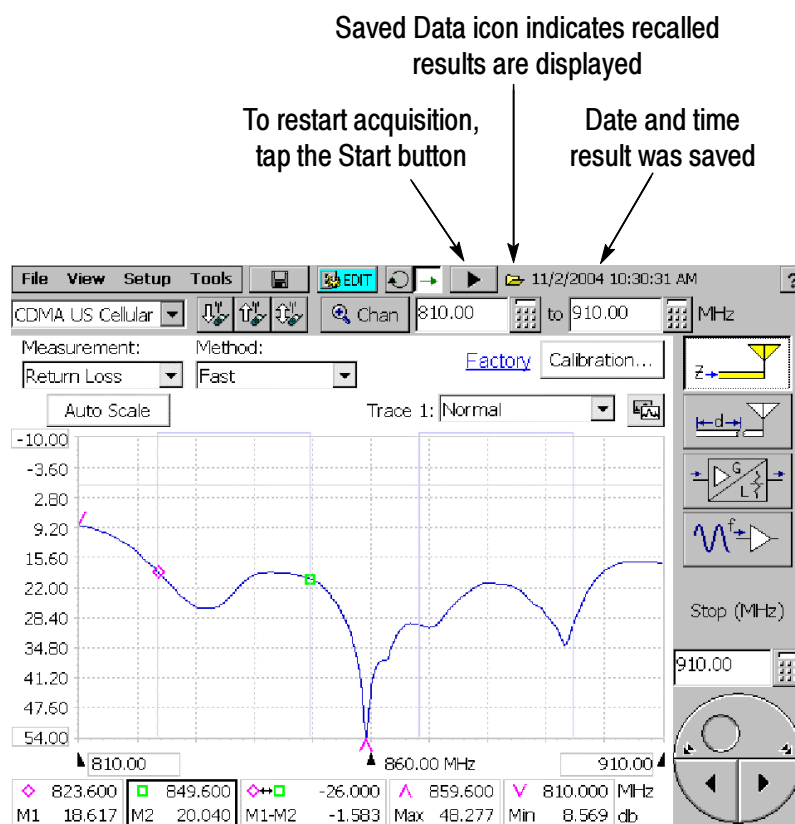 Saved Data icon indicates recalled
results are displayed
To restart acquisition,
tap the Start button
Date and time
result was saved
File View Setup Tools EDIT 11/2/2004 10:30:31 AM ?
CDMA US Cellular Chan 810.00 to 910.00 MHz
Measurement: Method:
Return Loss Fast Factory Calibration...
Auto Scale Trace 1: Normal
-10.00
-3.60
2.80
9.20
15.60
22.00
28.40
34.80
41.20
47.60
54.00
810.00 860.00 MHz 910.00
Z
d
G
L
f
Stop (MHz)
910.00
823.600 849.600 -26.000 859.600 810.000 MHz
M1 18.617 M2 20.040 M1-M2 -1.583 Max 48.277 Min 8.569 db